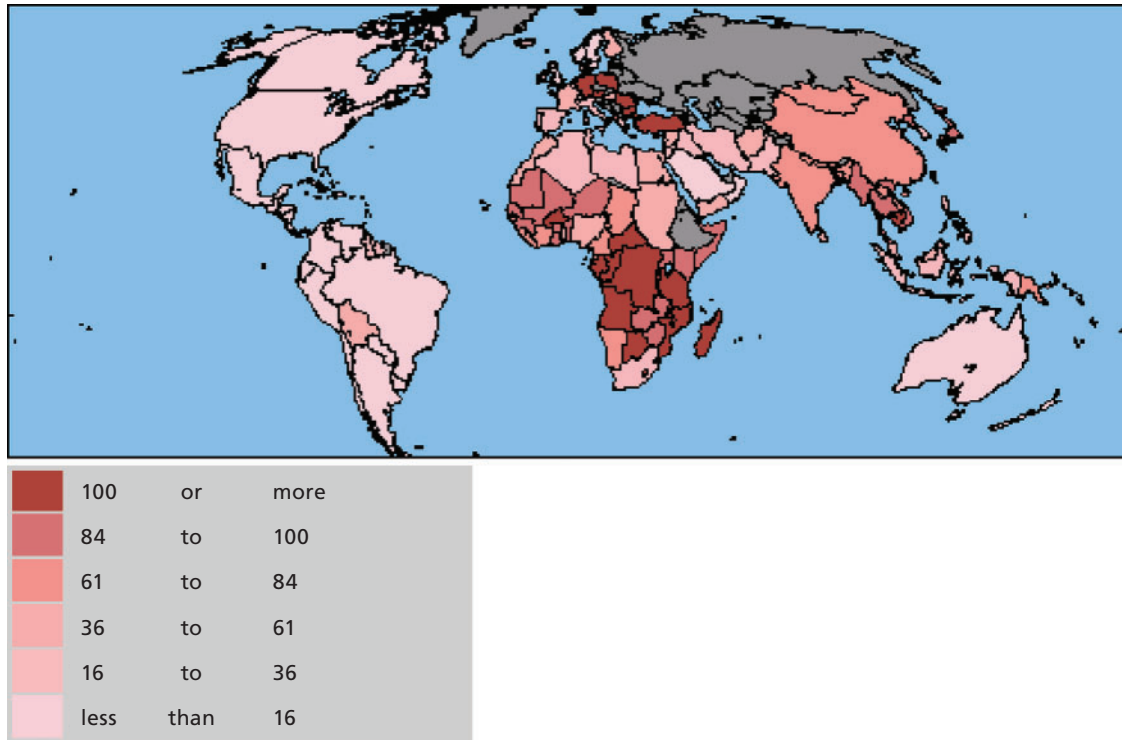 100 or more
84 to 100
61 to 84
36 to 61
16 to 36
less than 16